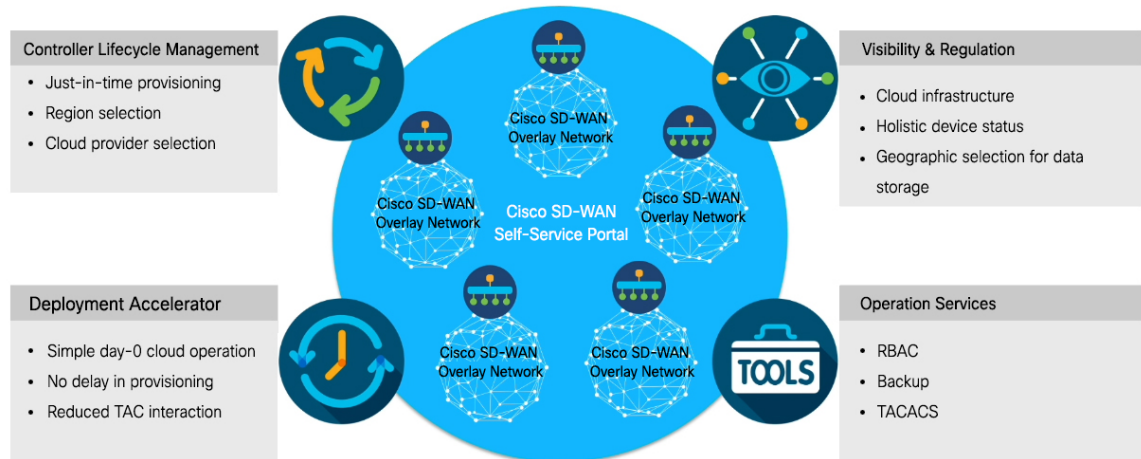 Controller Lifecycle Management
• Just-in-time provisioning
• Region selection
• Cloud provider selection
Visibility & Regulation
• Cloud infrastructure
• Holistic device status
• Geographic selection for data
storage
Cisco SD-WAN
Overlay Network
Cisco SD-WAN
Overlay Network
Cisco SD-WAN
Overlay Network
Cisco SD-WAN
Self-Service Portal
Cisco SD-WAN
Overlay Network
Cisco SD-WAN
Overlay Network
Deployment Accelerator
• Simple day-0 cloud operation
• No delay in provisioning
• Reduced TAC interaction
TOOLS
Operation Services
• RBAC
• Backup
• TACACS